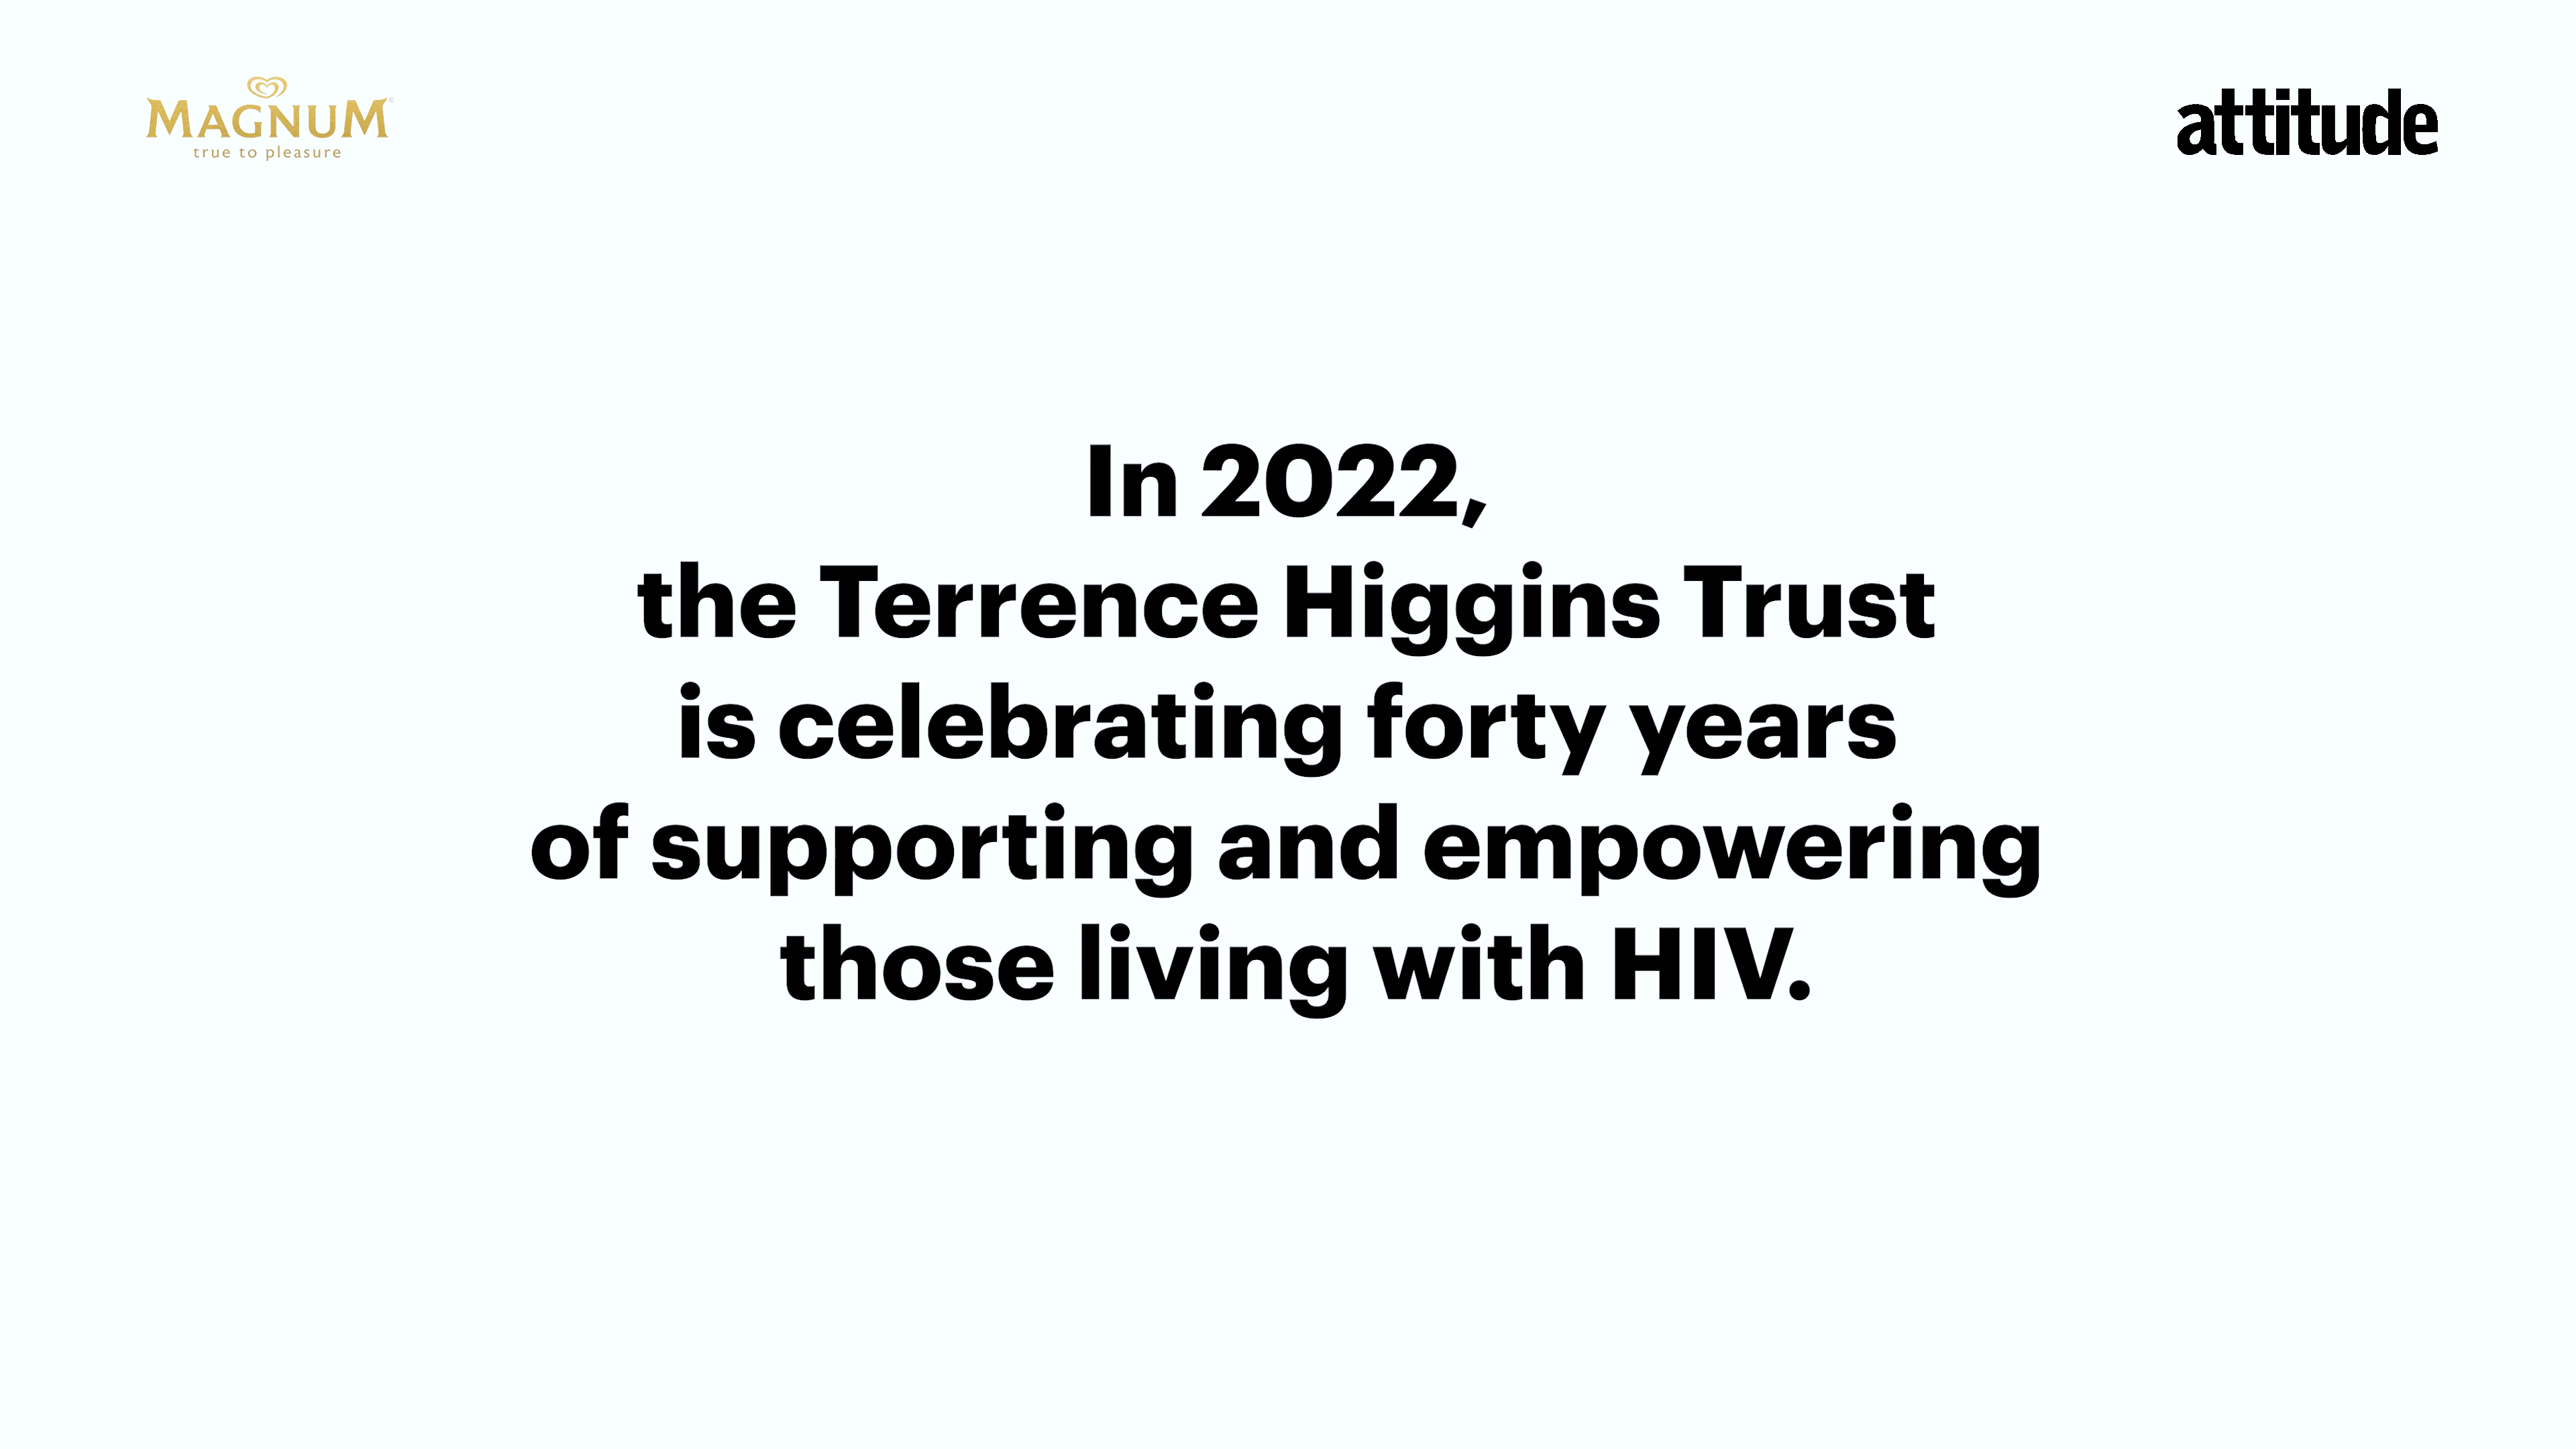 MAGNUM
true to pleasure
attitude
In 2022,
the Terrence Higgins Trust
is celebrating forty years
of supporting and empowering
those living with HIV.